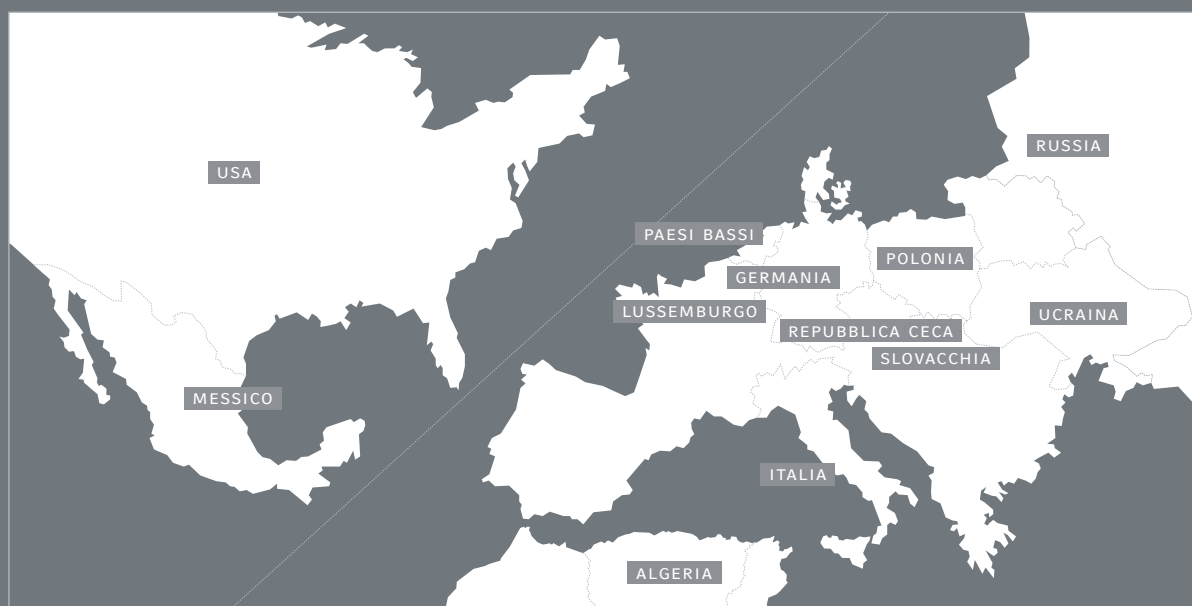 RUSSIA
USA
PAESI BASSI
POLONIA
GERMANIA
LUSSEMBURGO
UCRAINA
REPUBBLICA CECA
SLOVACCHIA
MESSICO
ITALIA
ALGERIA